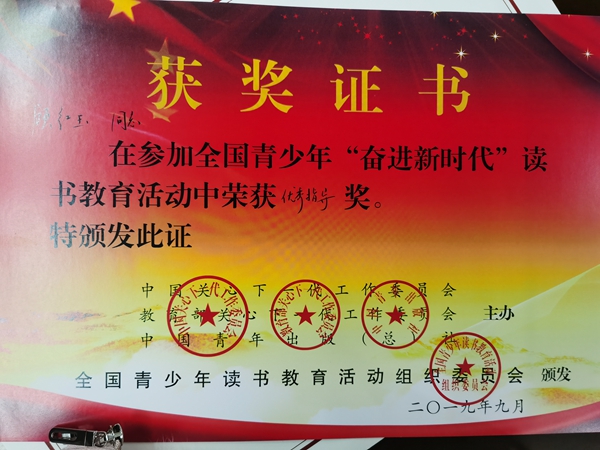 获奖证书
红玉 同志
在参加全国青少年“奋进新时代”读
书教育活动中荣获优秀指导奖。
特颁发此证
中国关心下一代工作委员会
教育部关心下一代工作委员会 主办
中国青年出版(总)社
全国青少年读书教育活动组织委员会 颁发
二〇一九年九月